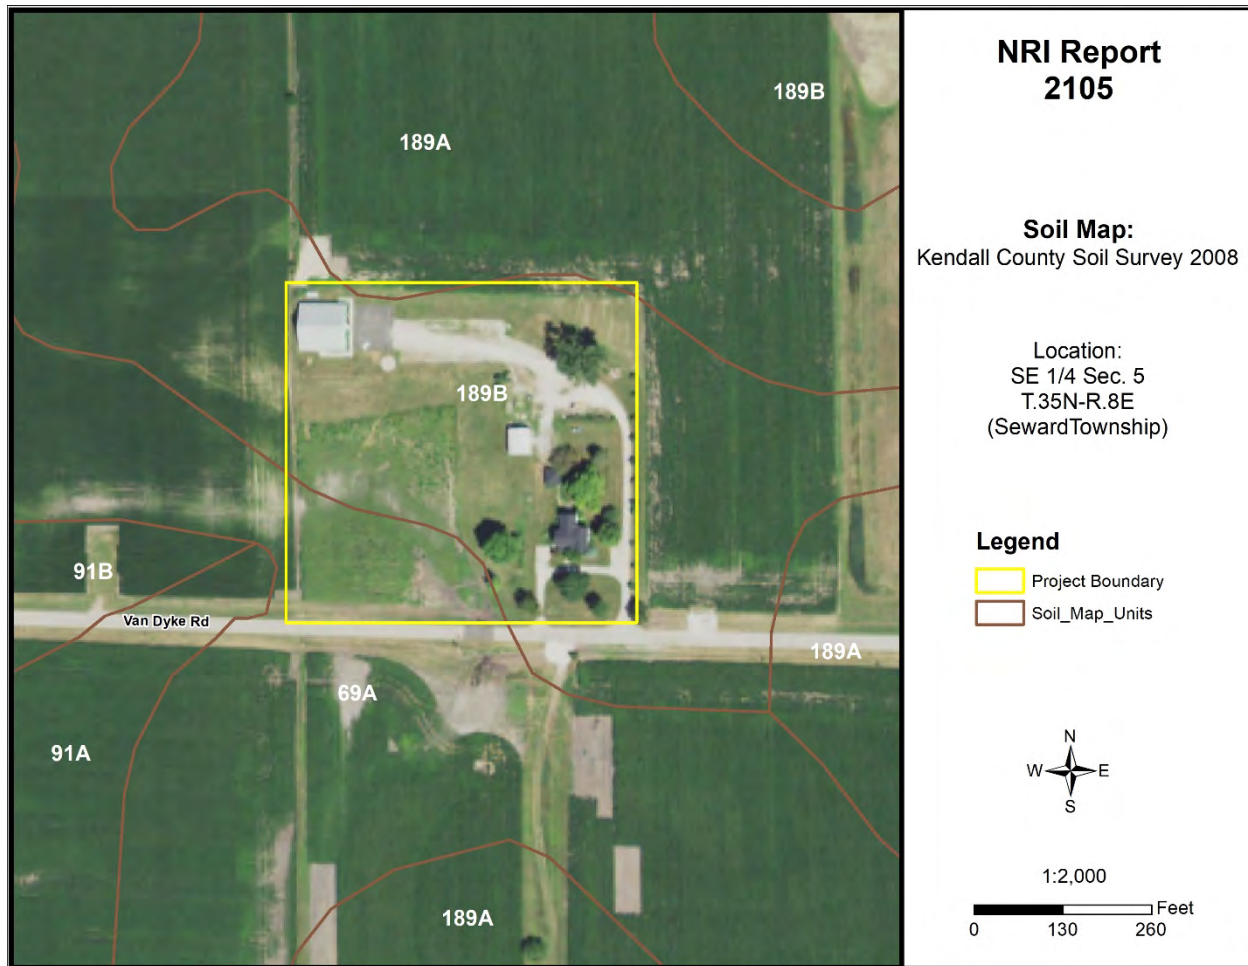 NRI Report
2105
189B
189A
Soil Map:
Kendall County Soil Survey 2008
Location:
SE 1/4 Sec. 5
T.35N-R.8E
(SewardTownship)
189B
Legend
Project Boundary
Soil_Map_Units
91B
Van Dyke Rd
189A
69A
91A
189A
N
W E
S
1:2,000
Feet
0 130 260